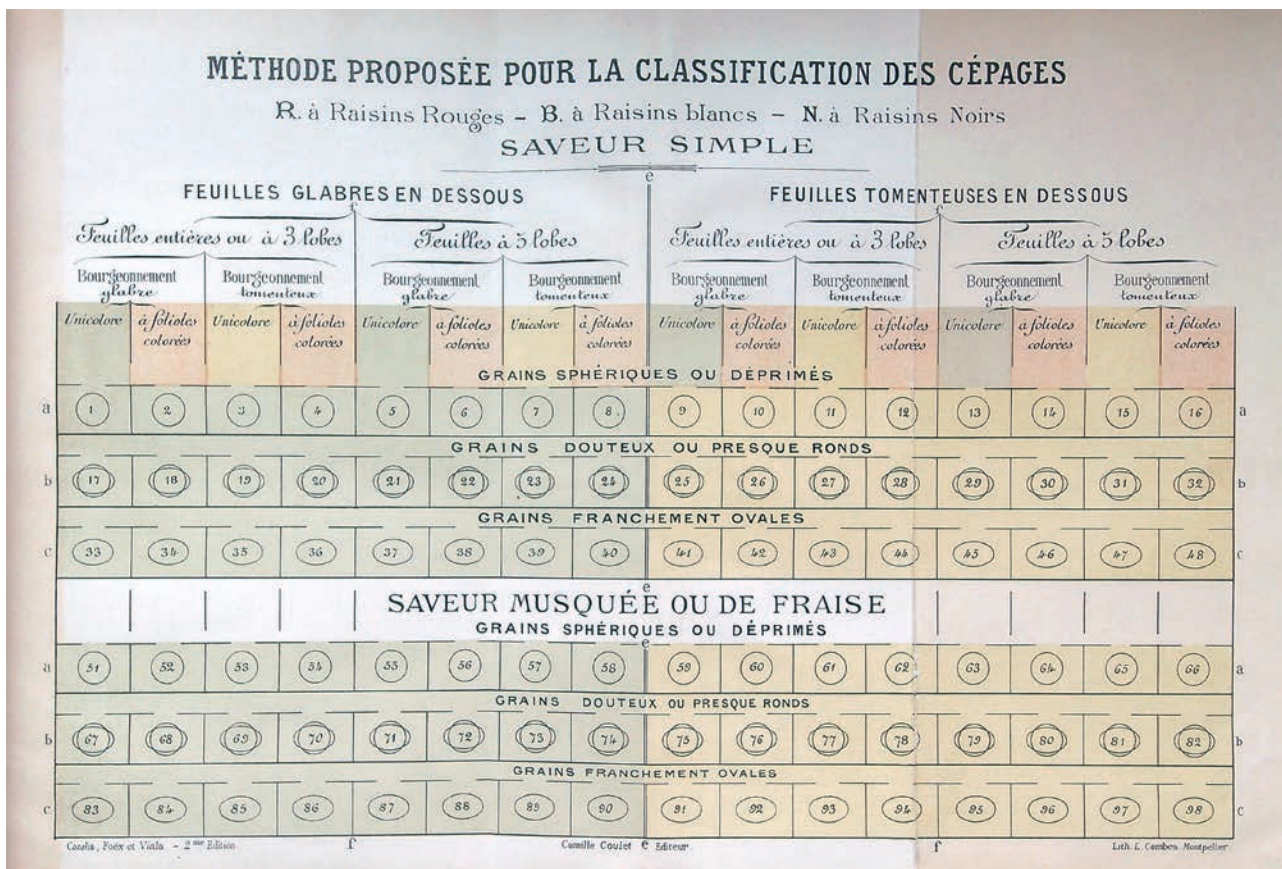 MÉTHODE PROPOSÉE POUR LA CLASSIFICATION DES CÉPAGES
R. à Raisins Rouges – B. à Raisins blancs – N. à Raisins Noirs
SAVEUR SIMPLE
e
FEUILLES GLABRES EN DESSOUS FEUILLES TOMENTEUSES EN DESSOUS
f f
Feuilles entières ou à 3 lobes Feuilles à 5 lobes Feuilles entières ou à 3 lobes Feuilles à 5 lobes
Bourgeonnement glabre Bourgeonnement tomenteux Bourgeonnement glabre Bourgeonnement tomenteux Bourgeonnement glabre Bourgeonnement tomenteux Bourgeonnement glabre Bourgeonnement tomenteux
Unicolore à folioles colorées Unicolore à folioles colorées Unicolore à folioles colorées Unicolore à folioles colorées Unicolore à folioles colorées Unicolore à folioles colorées Unicolore à folioles colorées Unicolore à folioles colorées
GRAINS SPHÉRIQUES OU DÉPRIMÉS
a 1 2 3 4 5 6 7 8 9 10 11 12 13 14 15 16 a
GRAINS DOUTEUX OU PRESQUE RONDS
b 17 18 19 20 21 22 23 24 25 26 27 28 29 30 31 32 b
GRAINS FRANCHEMENT OVALES
c 33 34 35 36 37 38 39 40 41 42 43 44 45 46 47 48 c
e
SAVEUR MUSQUÉE OU DE FRAISE
GRAINS SPHÉRIQUES OU DÉPRIMÉS
e
a 51 52 53 54 55 56 57 58 59 60 61 62 63 64 65 66 a
GRAINS DOUTEUX OU PRESQUE RONDS
b 67 68 69 70 71 72 73 74 75 76 77 78 79 80 81 82 b
GRAINS FRANCHEMENT OVALES
c 83 84 85 86 87 88 89 90 91 92 93 94 95 96 97 98 c
Foëx et Viala – 2me Edition f Camille Coulet e Editeur f Lith. L. Combes Montpellier